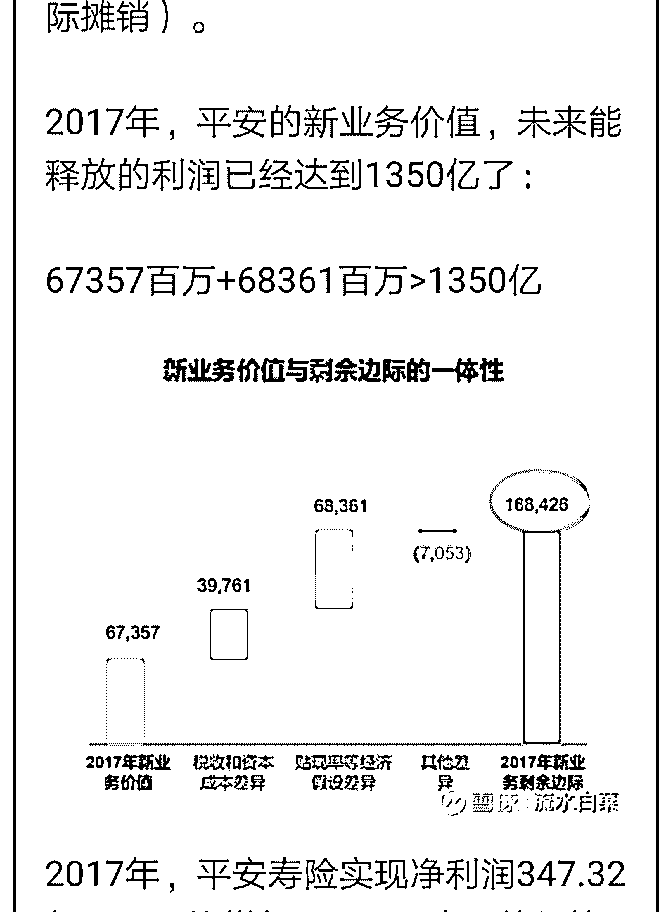 际摊销）。
2017年，平安的新业务价值，未来能
释放的利润已经达到1350亿了：
67357百万+68361百万>1350亿
新业务价值与剩余边际的一体性
68,361
168,426
(7,053)
39,761
67,357
2017年新业
务价值
税收和资本
成本差异
贴现率等经济
假设差异
其他差
异
2017年新业
务剩余边际
雪球：流水白菜
2017年，平安寿险实现净利润347.32